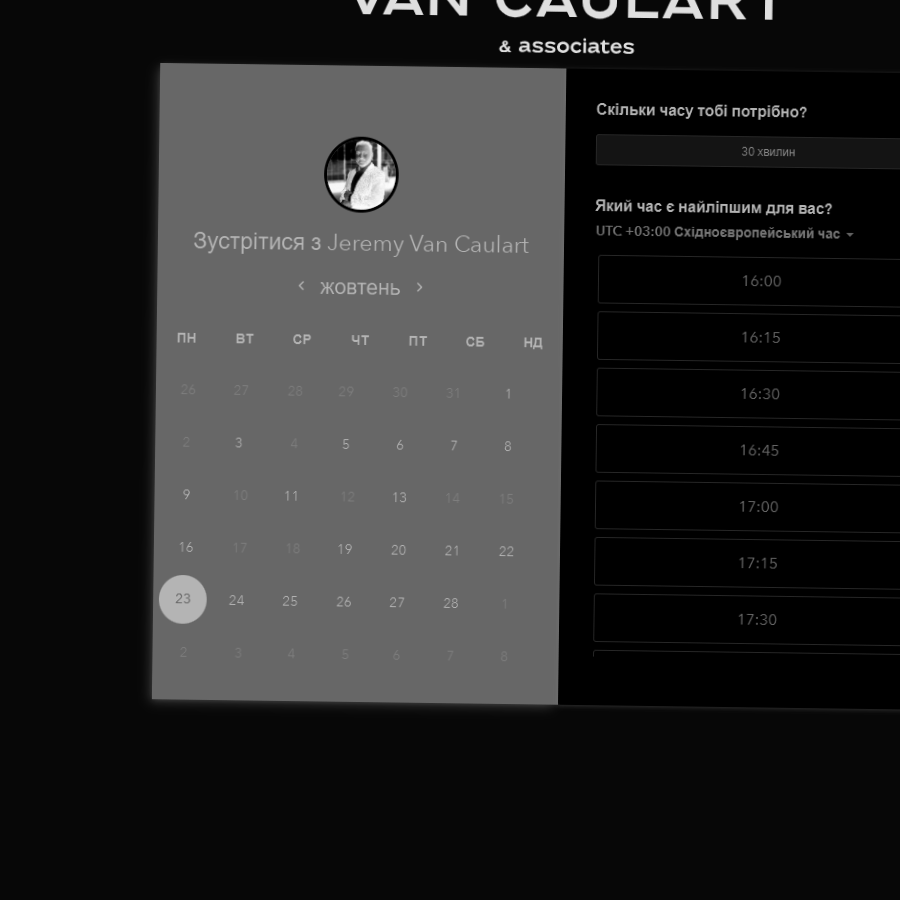 VAN CAULART
& associates
Зустрітися з Jeremy Van Caulart
жовтень
ПН ВТ СР ЧТ ПТ СБ НД
26 27 28 29 30 31 1
2 3 4 5 6 7 8
9 10 11 12 13 14 15
16 17 18 19 20 21 22
23 24 25 26 27 28 1
2 3 4 5 6 7 8
Скільки часу тобі потрібно?
30 хвилин
Який час є найліпшим для вас?
UTC +03:00 Східноєвропейський час
16:00
16:15
16:30
16:45
17:00
17:15
17:30